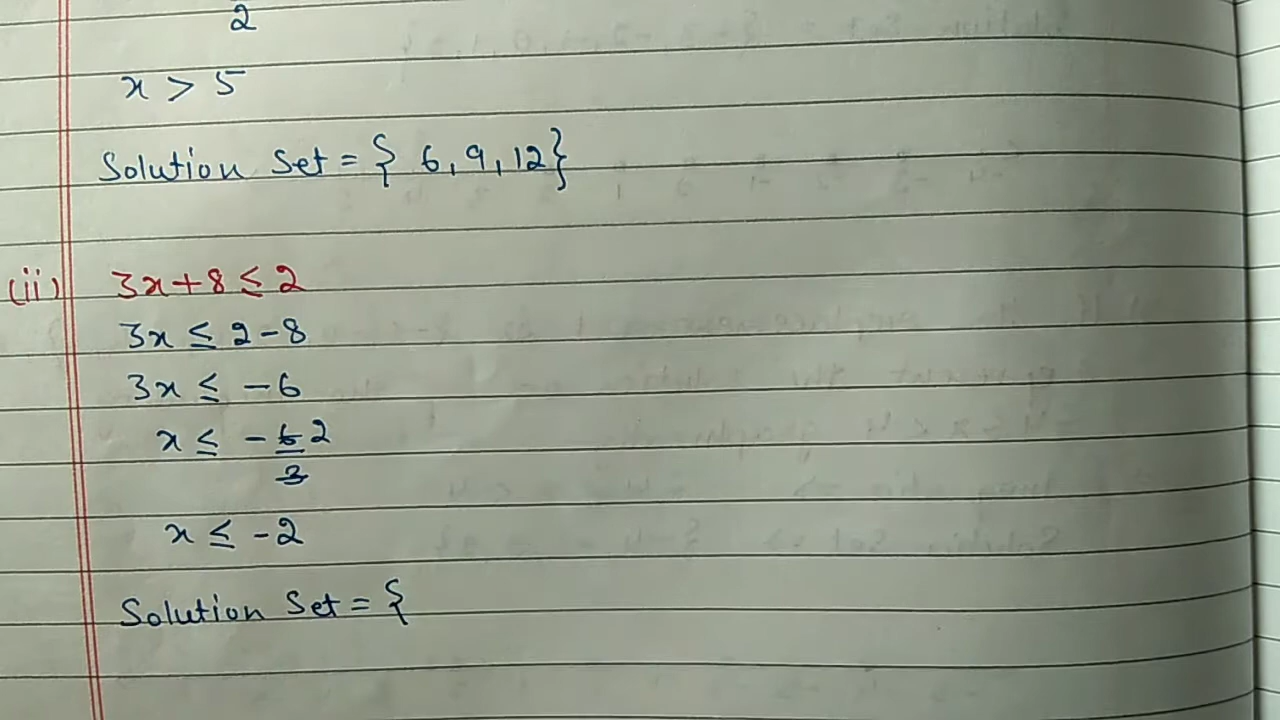 2
x > 5
Solution Set = { 6, 9, 12}
(ii) 3x + 8 ≤ 2
3x ≤ 2 - 8
3x ≤ - 6
x ≤ - 6 2
3
x ≤ - 2
Solution Set = {